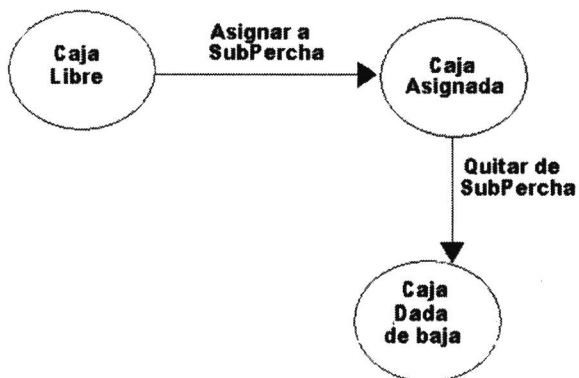 Caja
Libre
Asignar a
SubPercha
Caja
Asignada
Quitar de
SubPercha
Caja
Dada
de baja